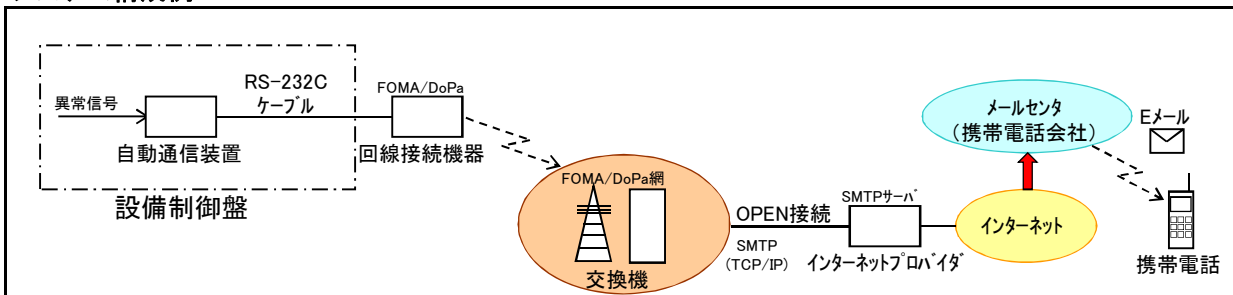 異常信号
自動通信装置
RS-232C
ｹｰﾌﾞﾙ
設備制御盤
FOMA/DoPa
回線接続機器
FOMA/DoPa網
交換機
OPEN接続
SMTP
(TCP/IP)
SMTPｻｰﾊﾞ
ｲﾝﾀｰﾈｯﾄﾌﾟﾛﾊﾞｲﾀﾞ
ｲﾝﾀｰﾈｯﾄ
ﾒｰﾙｾﾝﾀ
(携帯電話会社)
Eﾒｰﾙ
携帯電話